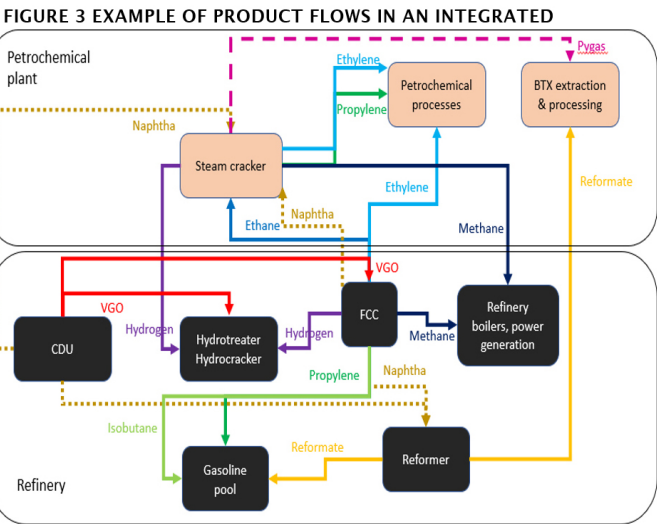 FIGURE 3 EXAMPLE OF PRODUCT FLOWS IN AN INTEGRATED
Petrochemical
plant
Pygas
Ethylene
Petrochemical
processes
BTX extraction
& processing
Propylene
Naphtha
Steam cracker
Ethylene
Reformate
Naphtha
Ethane
Methane
VGO
VGO
FCC
Refinery
boilers, power
generation
Hydrogen
Hydrotreater
Hydrocracker
Hydrogen
Methane
CDU
Propylene
Naphtha
Isobutane
Reformate
Reformer
Gasoline
pool
Refinery